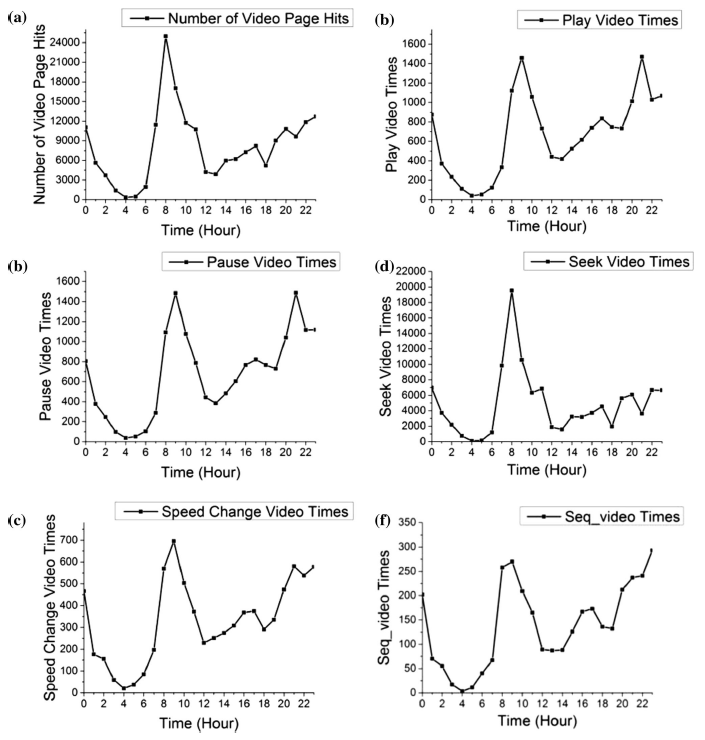 (a)
Number of Video Page Hits
Number of Video Page Hits
24000
21000
18000
15000
12000
9000
6000
3000
0
0 2 4 6 8 10 12 14 16 18 20 22
Time (Hour)
(b)
Play Video Times
Play Video Times
1600
1400
1200
1000
800
600
400
200
0
0 2 4 6 8 10 12 14 16 18 20 22
Time (Hour)
(b)
Pause Video Times
Pause Video Times
1600
1400
1200
1000
800
600
400
200
0
0 2 4 6 8 10 12 14 16 18 20 22
Time (Hour)
(d)
Seek Video Times
Seek Video Times
22000
20000
18000
16000
14000
12000
10000
8000
6000
4000
2000
0
0 2 4 6 8 10 12 14 16 18 20 22
Time (Hour)
(c)
Speed Change Video Times
Speed Change Video Times
700
600
500
400
300
200
100
0
0 2 4 6 8 10 12 14 16 18 20 22
Time (Hour)
(f)
Seq_video Times
Seq_video Times
350
300
250
200
150
100
50
0
0 2 4 6 8 10 12 14 16 18 20 22
Time (Hour)